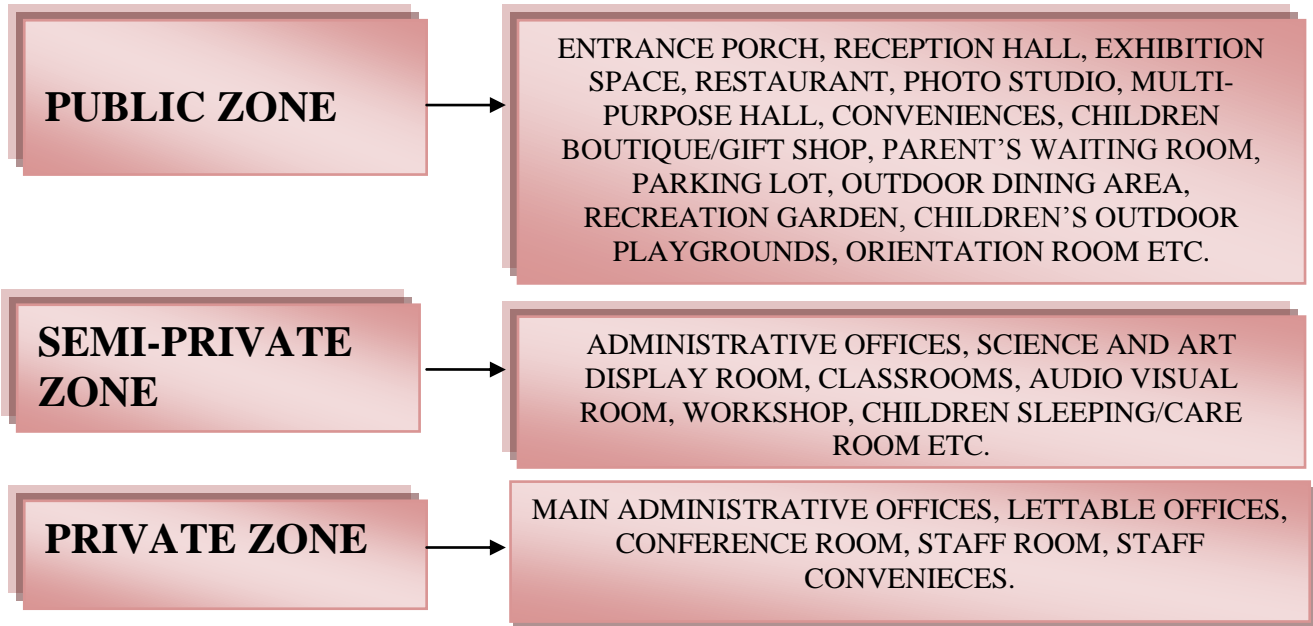 PUBLIC ZONE
ENTRANCE PORCH, RECEPTION HALL, EXHIBITION
SPACE, RESTAURANT, PHOTO STUDIO, MULTI-
PURPOSE HALL, CONVENIENCES, CHILDREN
BOUTIQUE/GIFT SHOP, PARENT’S WAITING ROOM,
PARKING LOT, OUTDOOR DINING AREA,
RECREATION GARDEN, CHILDREN’S OUTDOOR
PLAYGROUNDS, ORIENTATION ROOM ETC.
SEMI-PRIVATE
ZONE
ADMINISTRATIVE OFFICES, SCIENCE AND ART
DISPLAY ROOM, CLASSROOMS, AUDIO VISUAL
ROOM, WORKSHOP, CHILDREN SLEEPING/CARE
ROOM ETC.
PRIVATE ZONE
MAIN ADMINISTRATIVE OFFICES, LETTABLE OFFICES,
CONFERENCE ROOM, STAFF ROOM, STAFF
CONVENIECES.